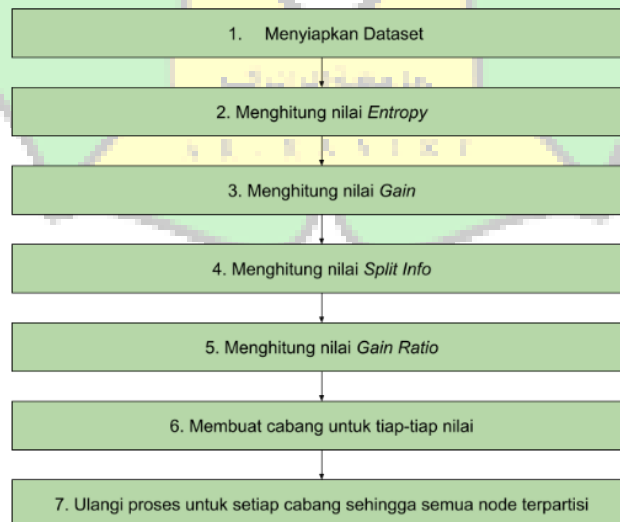 1. Menyiapkan Dataset
2. Menghitung nilai Entropy
3. Menghitung nilai Gain
4. Menghitung nilai Split Info
5. Menghitung nilai Gain Ratio
6. Membuat cabang untuk tiap-tiap nilai
7. Ulangi proses untuk setiap cabang sehingga semua node terpartisi